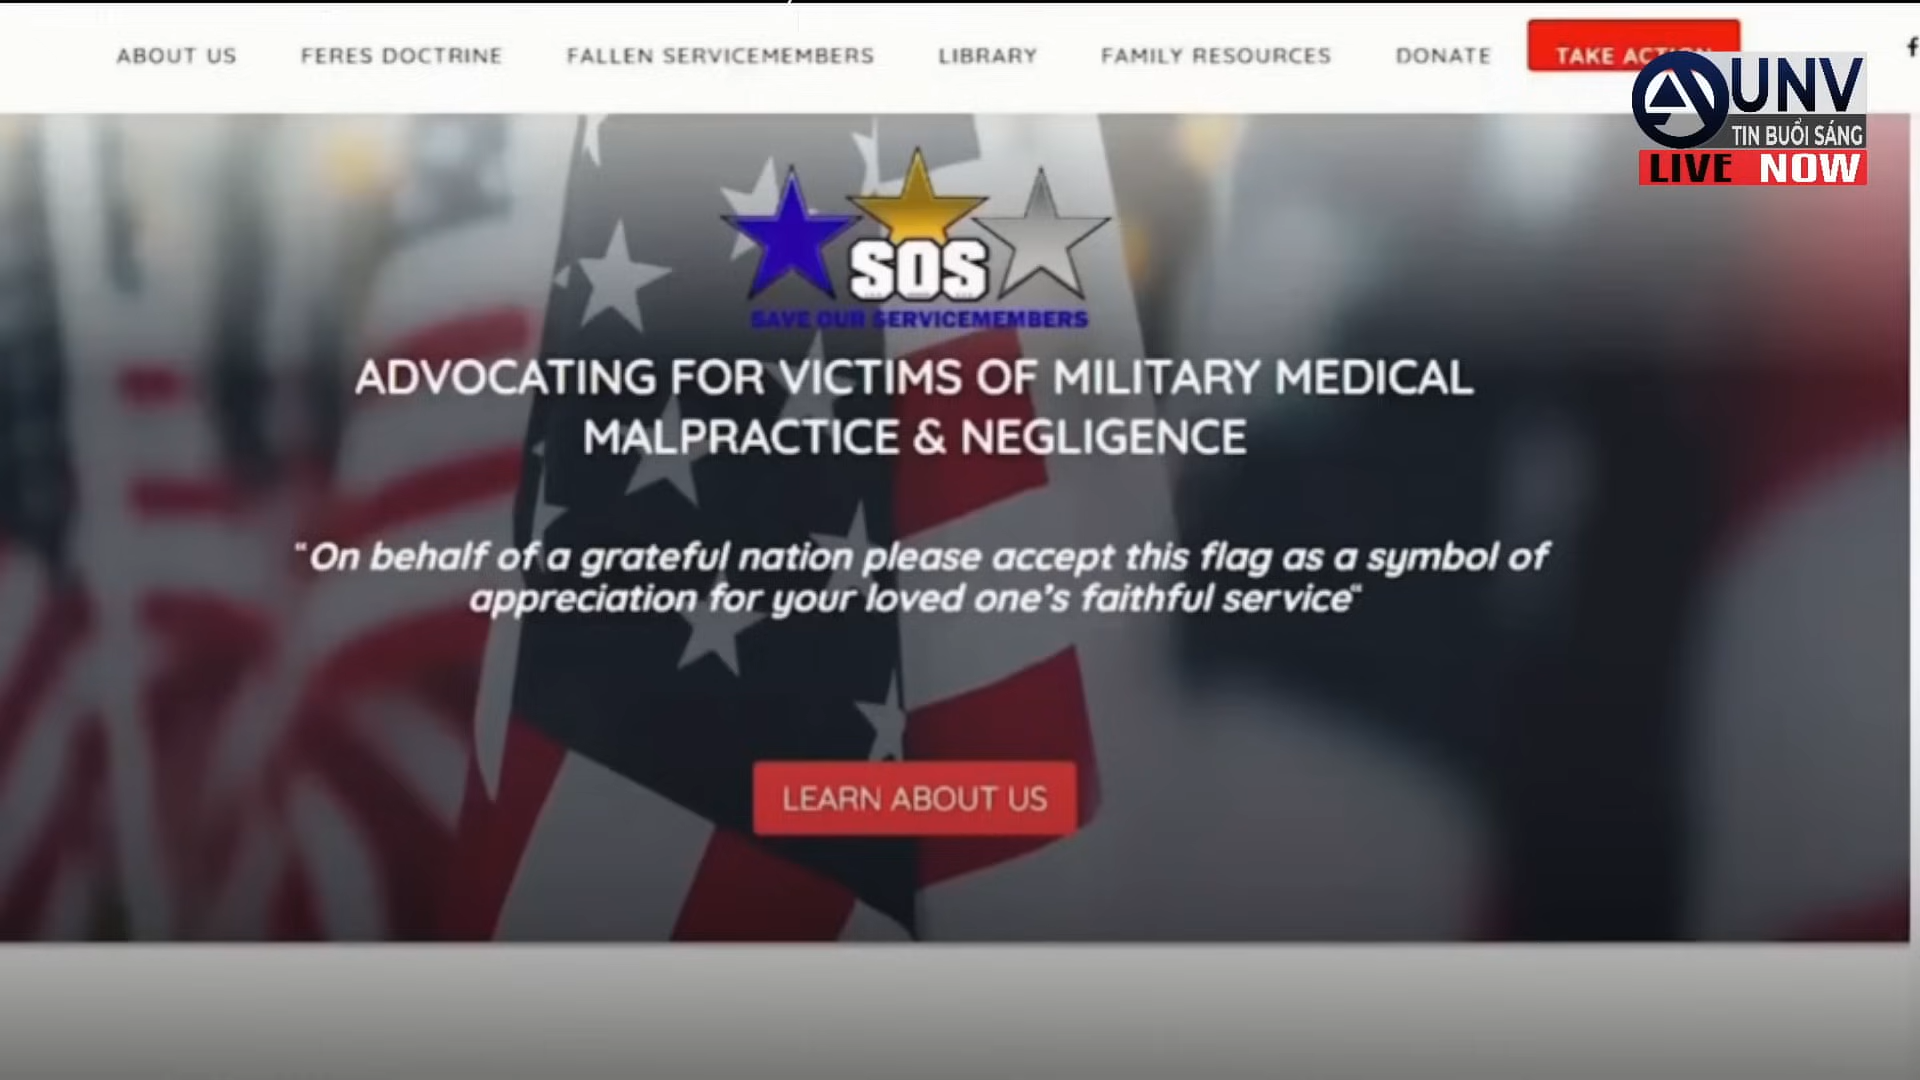 ABOUT US
FERES DOCTRINE
FALLEN SERVICEMEMBERS
LIBRARY
FAMILY RESOURCES
DONATE
TAKE ACTION
f
UNV
TIN BUỔI SÁNG
LIVE NOW
SOS
SAVE OUR SERVICEMEMBERS
ADVOCATING FOR VICTIMS OF MILITARY MEDICAL
MALPRACTICE & NEGLIGENCE
“On behalf of a grateful nation please accept this flag as a symbol of
appreciation for your loved one’s faithful service“
LEARN ABOUT US